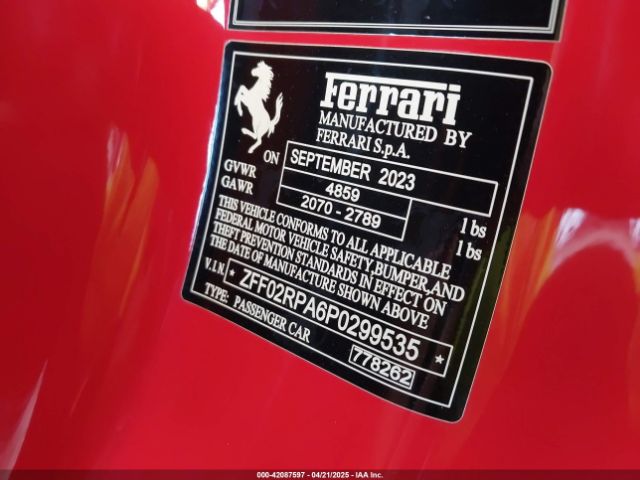 Ferrari
MANUFACTURED BY
FERRARI S.p.A.
ON SEPTEMBER 2023
GVWR 4859 lbs
GAWR 2070 - 2789 lbs
THIS VEHICLE CONFORMS TO ALL APPLICABLE
FEDERAL MOTOR VEHICLE SAFETY,BUMPER,AND
THEFT PREVENTION STANDARDS IN EFFECT ON
THE DATE OF MANUFACTURE SHOWN ABOVE
V.I.N. * ZFF02RPA6P0299535 *
TYPE: PASSENGER CAR 778262
000-42087597 - 04/21/2025 - IAA Inc.